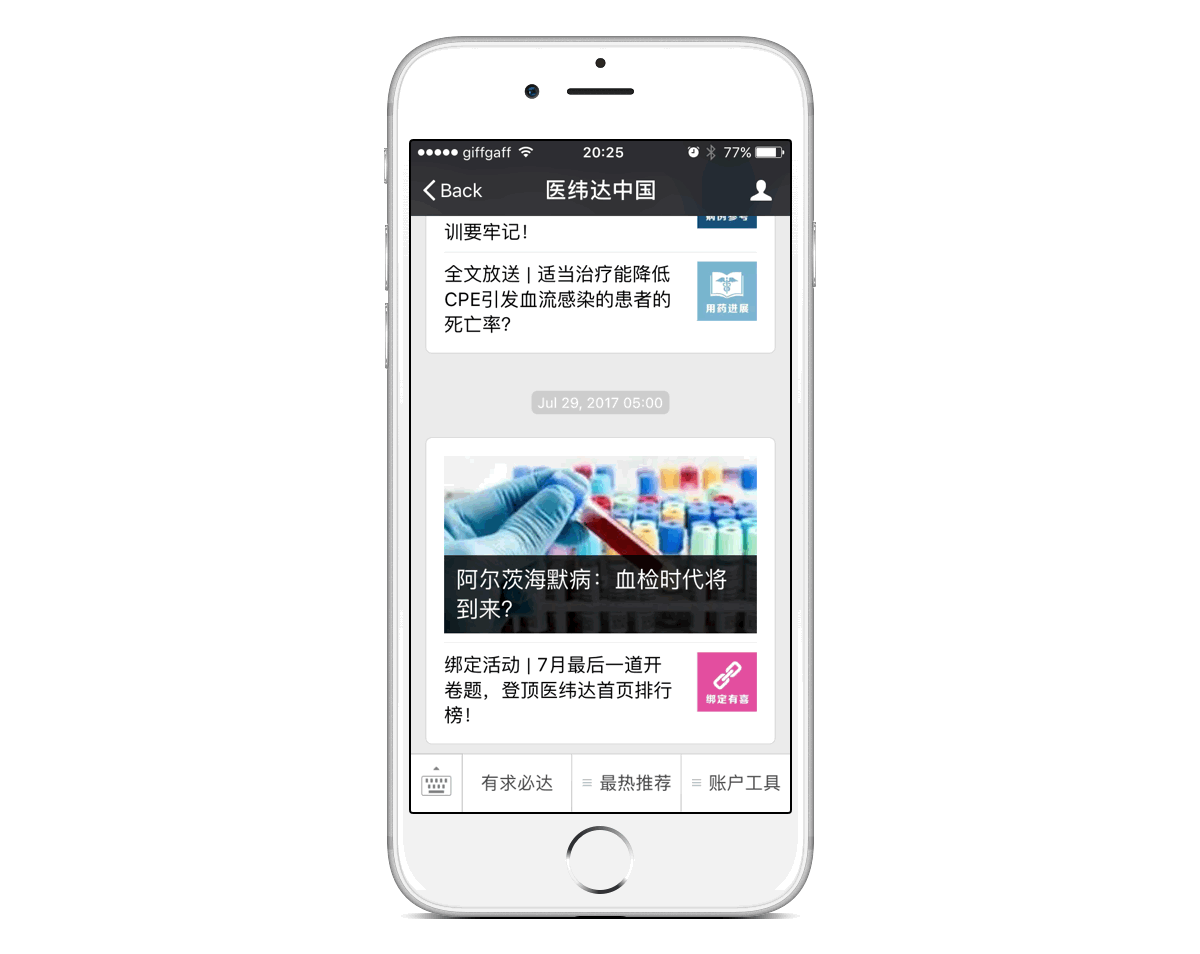 giffgaff 20:25 77%
Back 医纬达中国
训要牢记!
病例参考
全文放送 | 适当治疗能降低
CPE引发血流感染的患者的
死亡率?
用药进展
Jul 29, 2017 05:00
阿尔茨海默病：血检时代将
到来?
绑定活动 | 7月最后一道开
卷题，登顶医纬达首页排行
榜!
绑定有喜
有求必达 最热推荐 账户工具